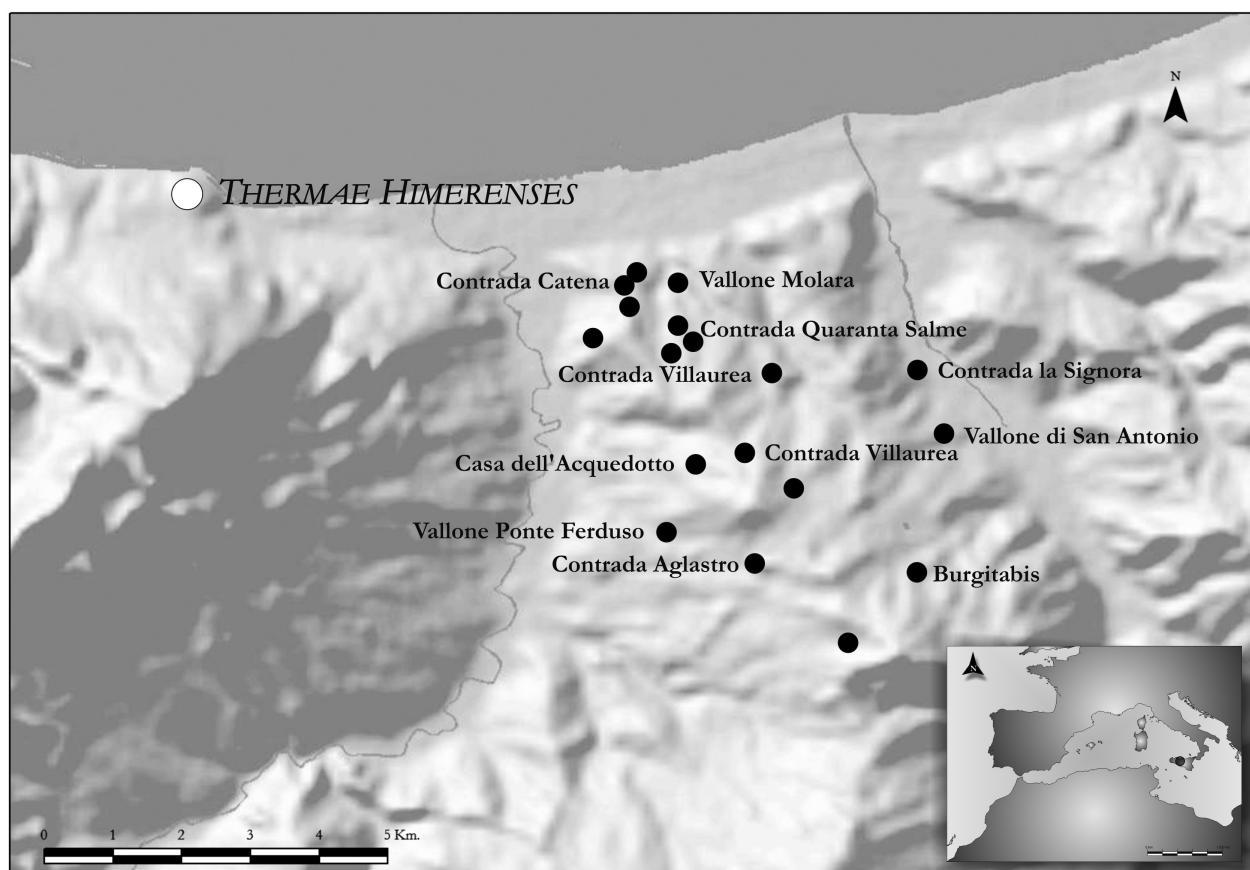 N
THERMAE HIMERENSES
Contrada Catena
Vallone Molara
Contrada Quaranta Salme
Contrada Villaurea
Contrada la Signora
Vallone di San Antonio
Contrada Villaurea
Casa dell'Acquedotto
Vallone Ponte Ferduso
Contrada Aglastro
Burgitabis
N
0 1 2 3 4 5 Km.